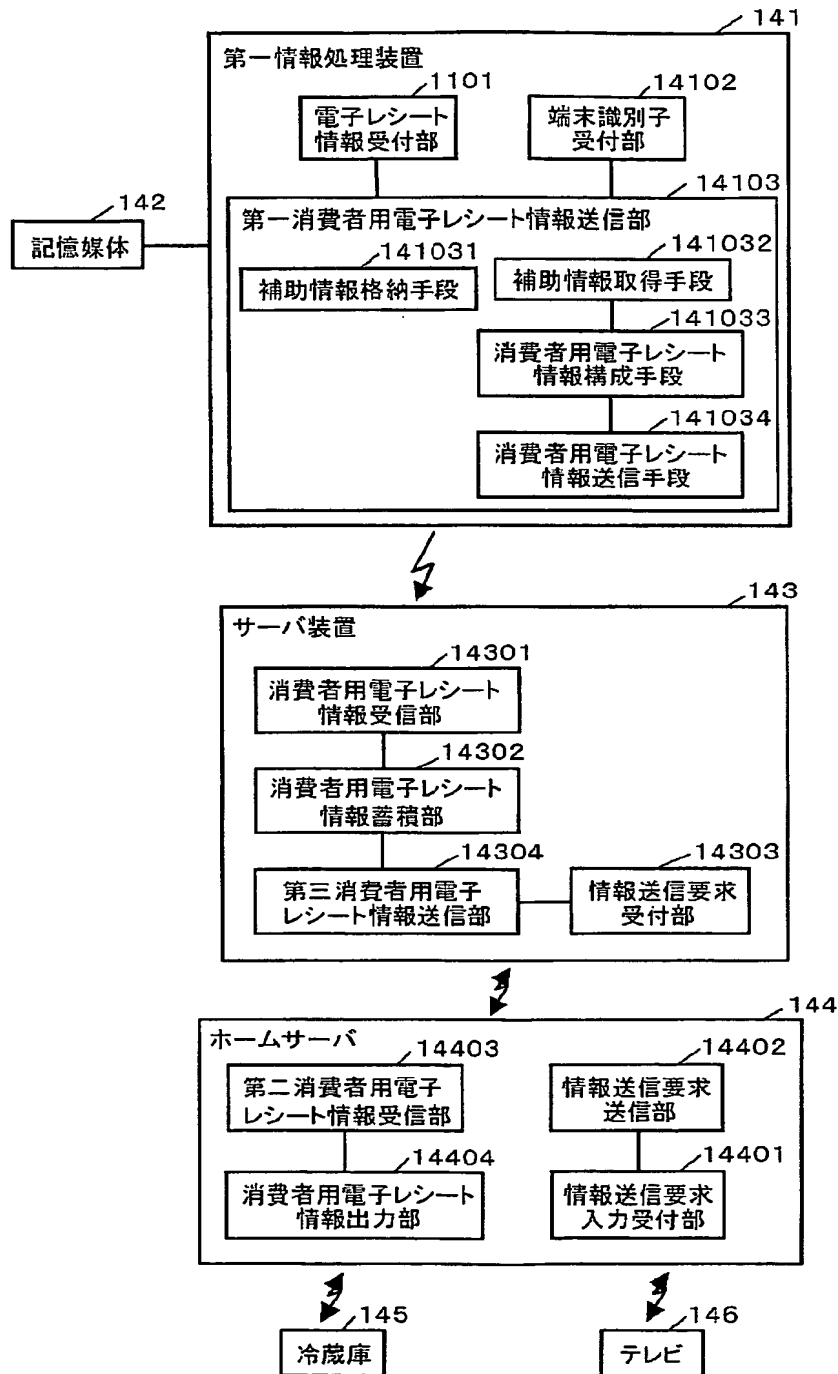 141
第一情報処理装置
1101
14102
電子レシート
情報受付部
端末識別子
受付部
14103
142
記憶媒体
第一消費者用電子レシート情報送信部
141031
141032
補助情報格納手段
補助情報取得手段
141033
消費者用電子レシート
情報構成手段
141034
消費者用電子レシート
情報送信手段
143
サーバ装置
14301
消費者用電子レシート
情報受信部
14302
消費者用電子レシート
情報蓄積部
14304
14303
第三消費者用電子
レシート情報送信部
情報送信要求
受付部
144
ホームサーバ
14403
14402
第二消費者用電子
レシート情報受信部
情報送信要求
送信部
14404
14401
消費者用電子レシート
情報出力部
情報送信要求
入力受付部
145
146
冷蔵庫
テレビ